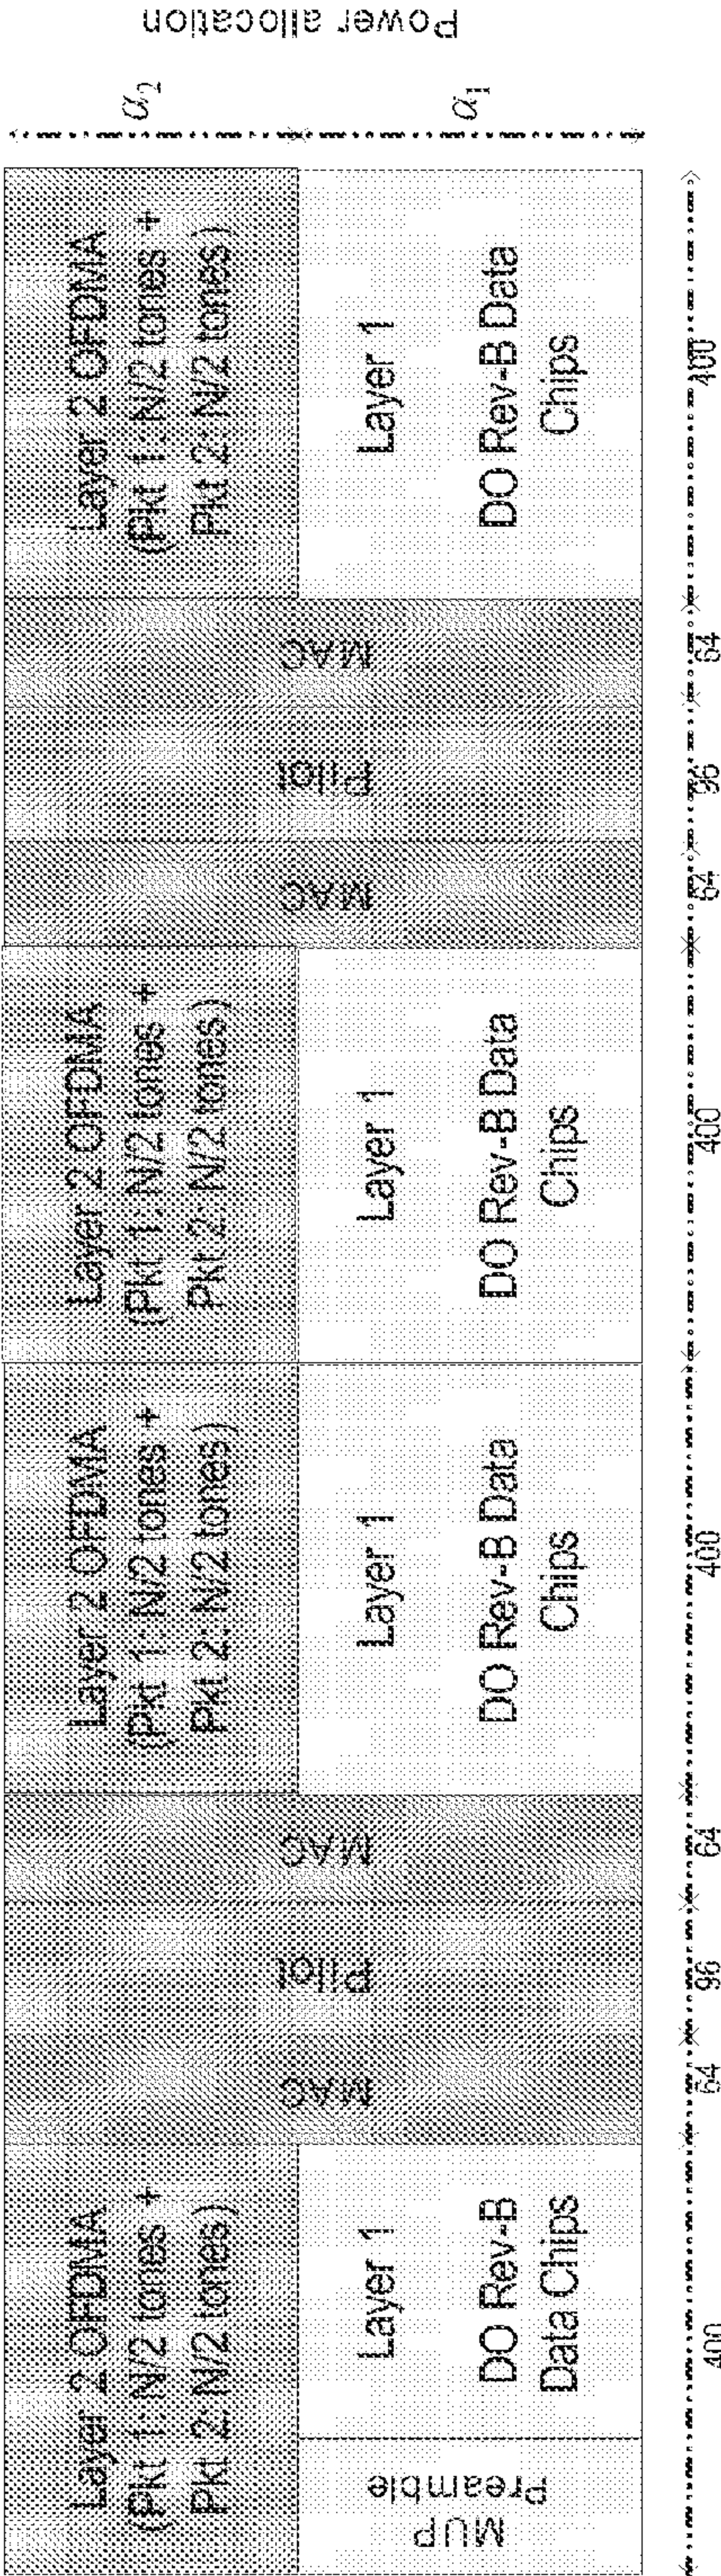 Layer 2 OFDMA
(Pkt 1: N/2 tones +
Pkt 2: N/2 tones)
MUP
Preamble
Layer 1
DO Rev-B
Data Chips
MAC
Pilot
MAC
Layer 2 OFDMA
(Pkt 1: N/2 tones +
Pkt 2: N/2 tones)
Layer 1
DO Rev-B Data
Chips
Layer 2 OFDMA
(Pkt 1: N/2 tones +
Pkt 2: N/2 tones)
Layer 1
DO Rev-B Data
Chips
MAC
Pilot
MAC
Layer 2 OFDMA
(Pkt 1: N/2 tones +
Pkt 2: N/2 tones)
Layer 1
DO Rev-B Data
Chips
α2
α1
Power allocation
400
64
96
64
400
400
64
96
64
400